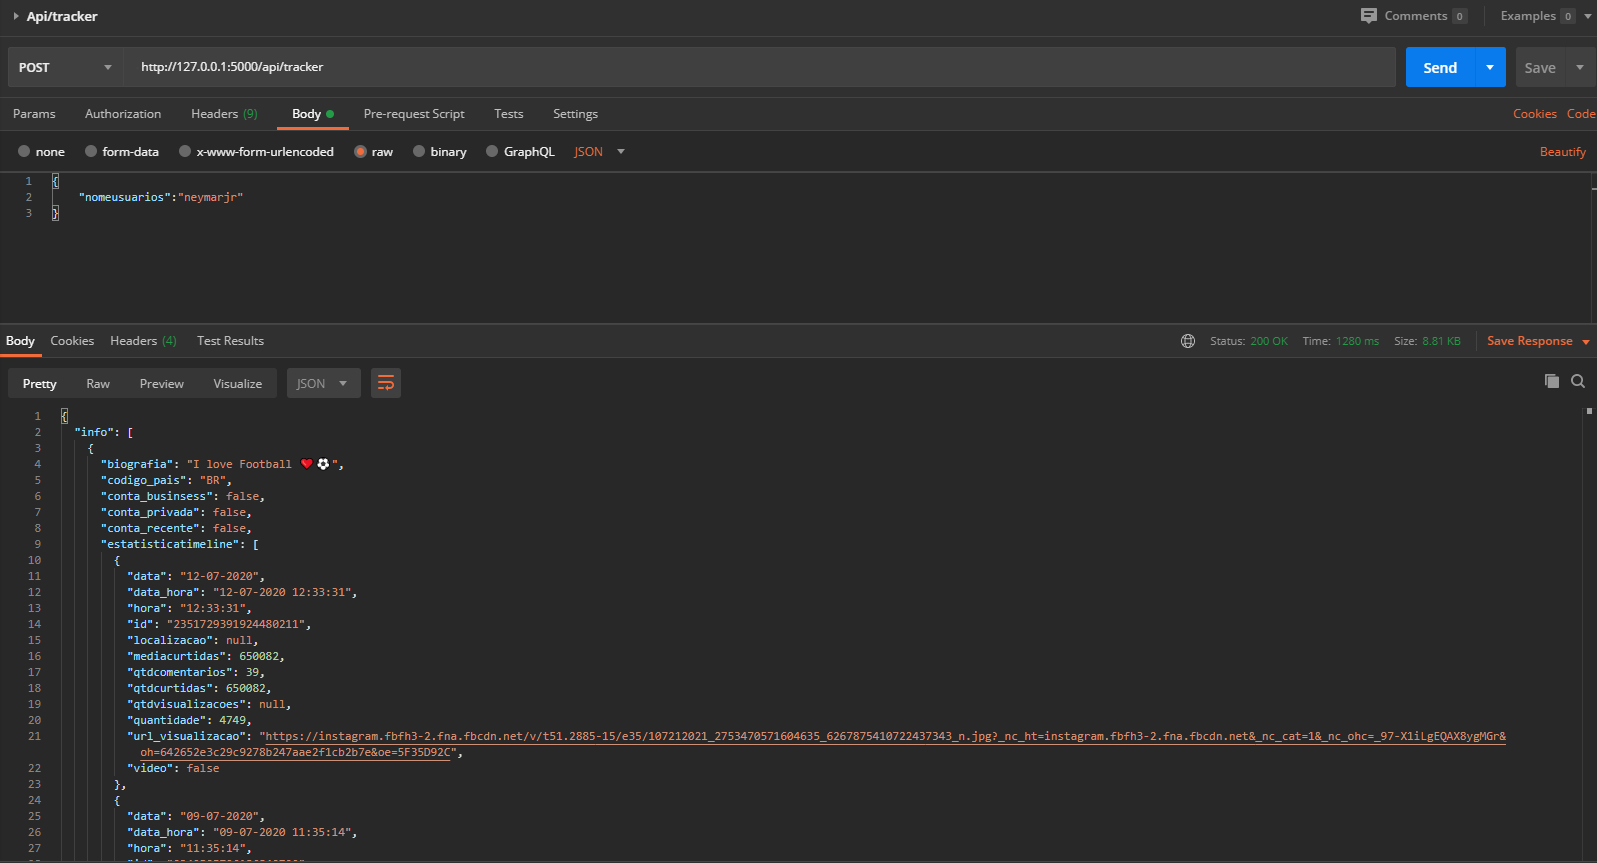 Api/tracker
Comments 0 Examples 0
POST http://127.0.0.1:5000/api/tracker Send Save
Params Authorization Headers (9) Body Pre-request Script Tests Settings Cookies Code
none form-data x-www-form-urlencoded raw binary GraphQL JSON Beautify
1 {
2 "nomeusuarios":"neymarjr"
3 }
Body Cookies Headers (4) Test Results Status: 200 OK Time: 1280 ms Size: 8.81 KB Save Response
Pretty Raw Preview Visualize JSON
1 {
2 "info": [
3 {
4 "biografia": "I love Football ❤️⚽",
5 "codigo_pais": "BR",
6 "conta_businsess": false,
7 "conta_privada": false,
8 "conta_recente": false,
9 "estatisticatimeline": [
10 {
11 "data": "12-07-2020",
12 "data_hora": "12-07-2020 12:33:31",
13 "hora": "12:33:31",
14 "id": "2351729391924480211",
15 "localizacao": null,
16 "mediacurtidas": 650082,
17 "qtdcomentarios": 39,
18 "qtdcurtidas": 650082,
19 "qtdvisualizacoes": null,
20 "quantidade": 4749,
21 "url_visualizacao": "https://instagram.fbfh3-2.fna.fbcdn.net/v/t51.2885-15/e35/107212021_2753470571604635_6267875410722437343_n.jpg?_nc_ht=instagram.fbfh3-2.fna.fbcdn.net&_nc_cat=1&_nc_ohc=_97-X1iLgEQAX8ygMGr&
oh=642652e3c29c9278b247aae2f1cb2b7e&oe=5F35D92C",
22 "video": false
23 },
24 {
25 "data": "09-07-2020",
26 "data_hora": "09-07-2020 11:35:14",
27 "hora": "11:35:14",